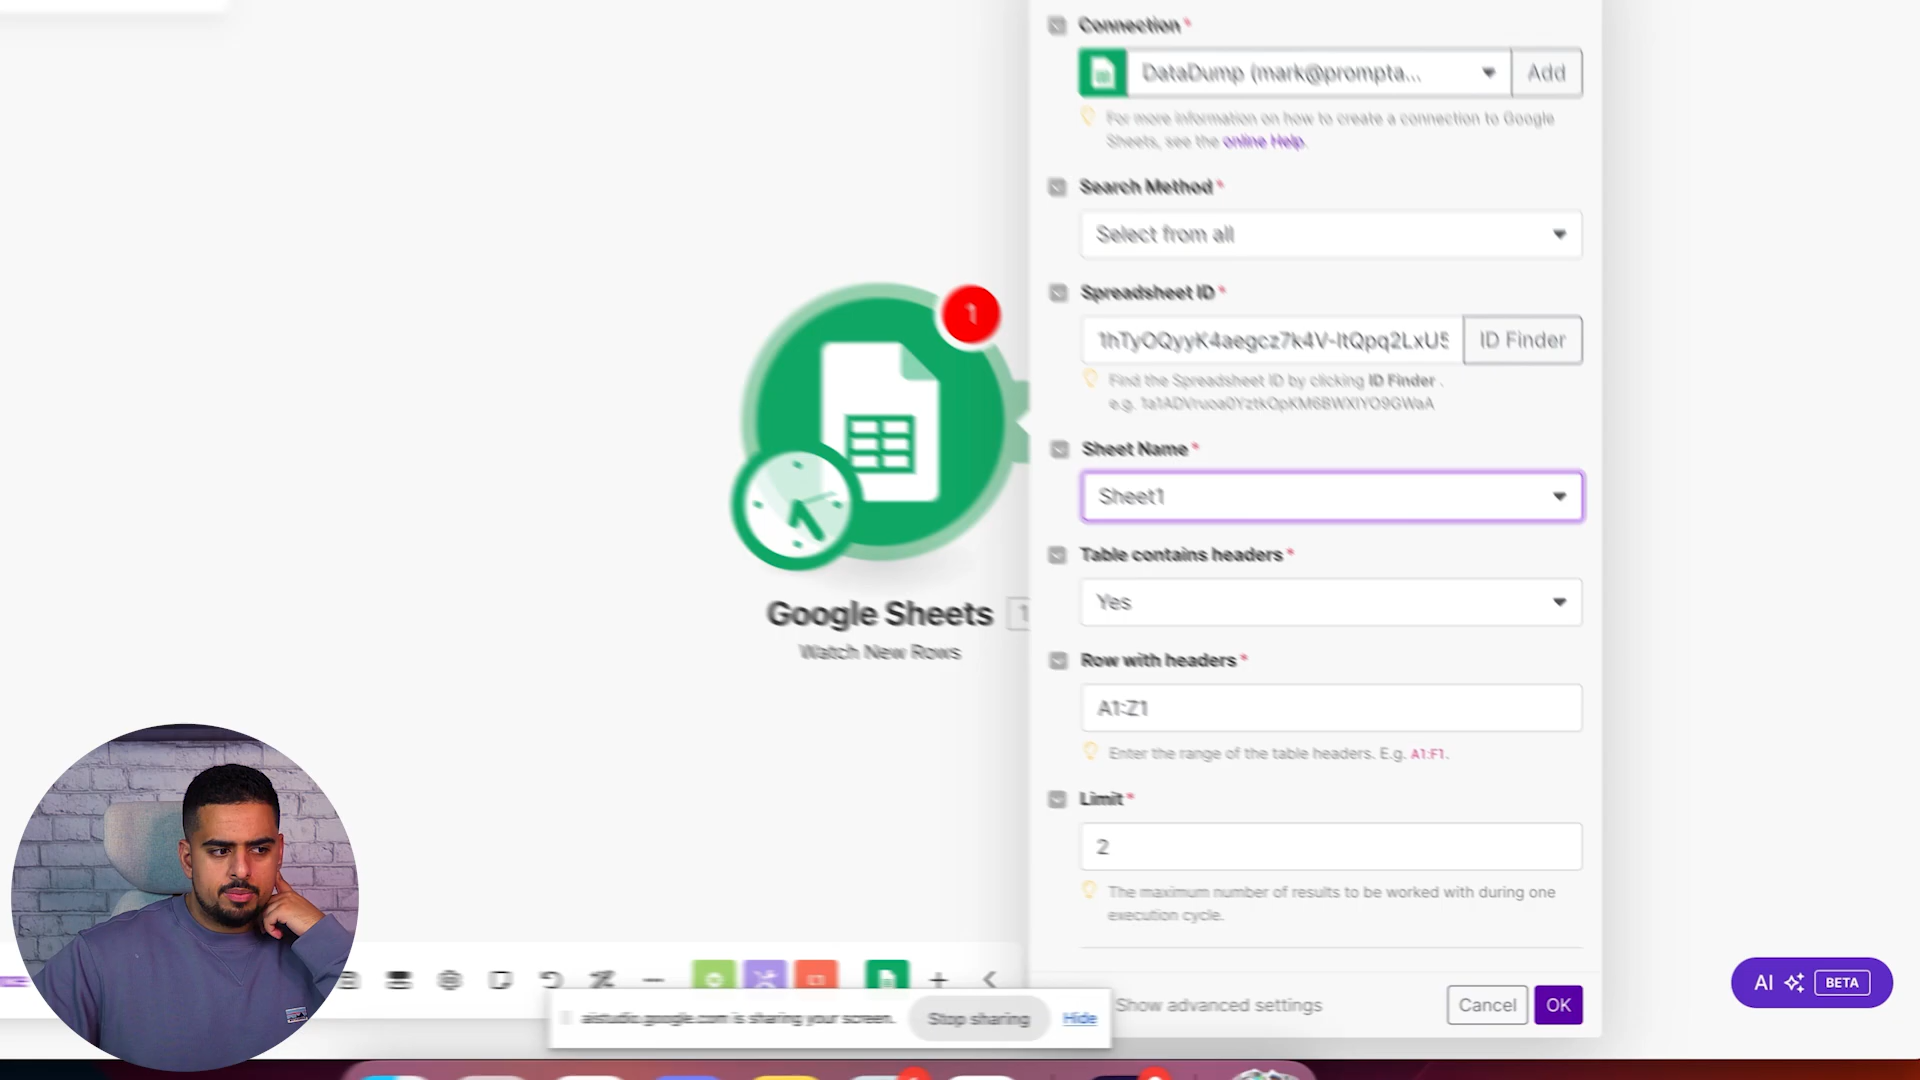 Connection *
DataDump (mark@prompta...
Add
For more information on how to create a connection to Google
Sheets, see the online Help.
Search Method *
Select from all
Spreadsheet ID *
1hTyOQyyK4aegcz7k4V-ItQpq2LxU5
ID Finder
Find the Spreadsheet ID by clicking ID Finder .
e.g. 1a1ADVruoa0YztkOpKM6BWXIYO9GWaA
Sheet Name *
Sheet1
Table contains headers *
Yes
Row with headers *
A1:Z1
Enter the range of the table headers. E.g. A1:F1.
Limit *
2
The maximum number of results to be worked with during one
execution cycle.
Show advanced settings
Cancel
OK
1
Google Sheets
1
Watch New Rows
aistudio.google.com is sharing your screen.
Stop sharing
Hide
AI
BETA